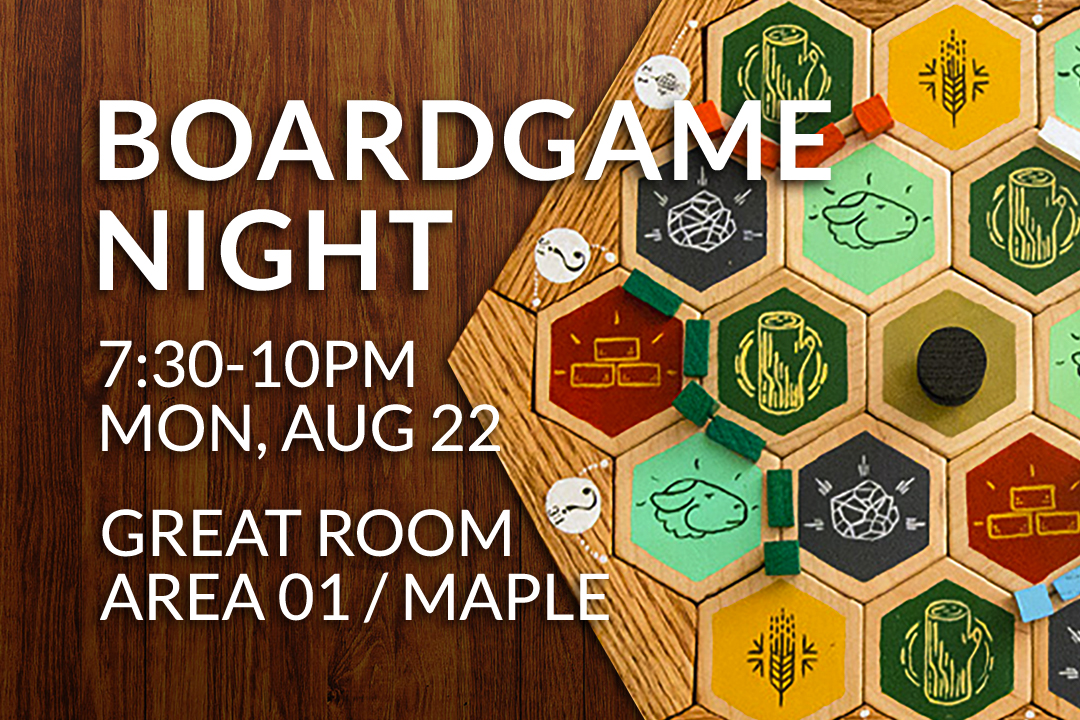 BOARDGAME
NIGHT
7:30-10PM
MON, AUG 22
GREAT ROOM
AREA 01 / MAPLE